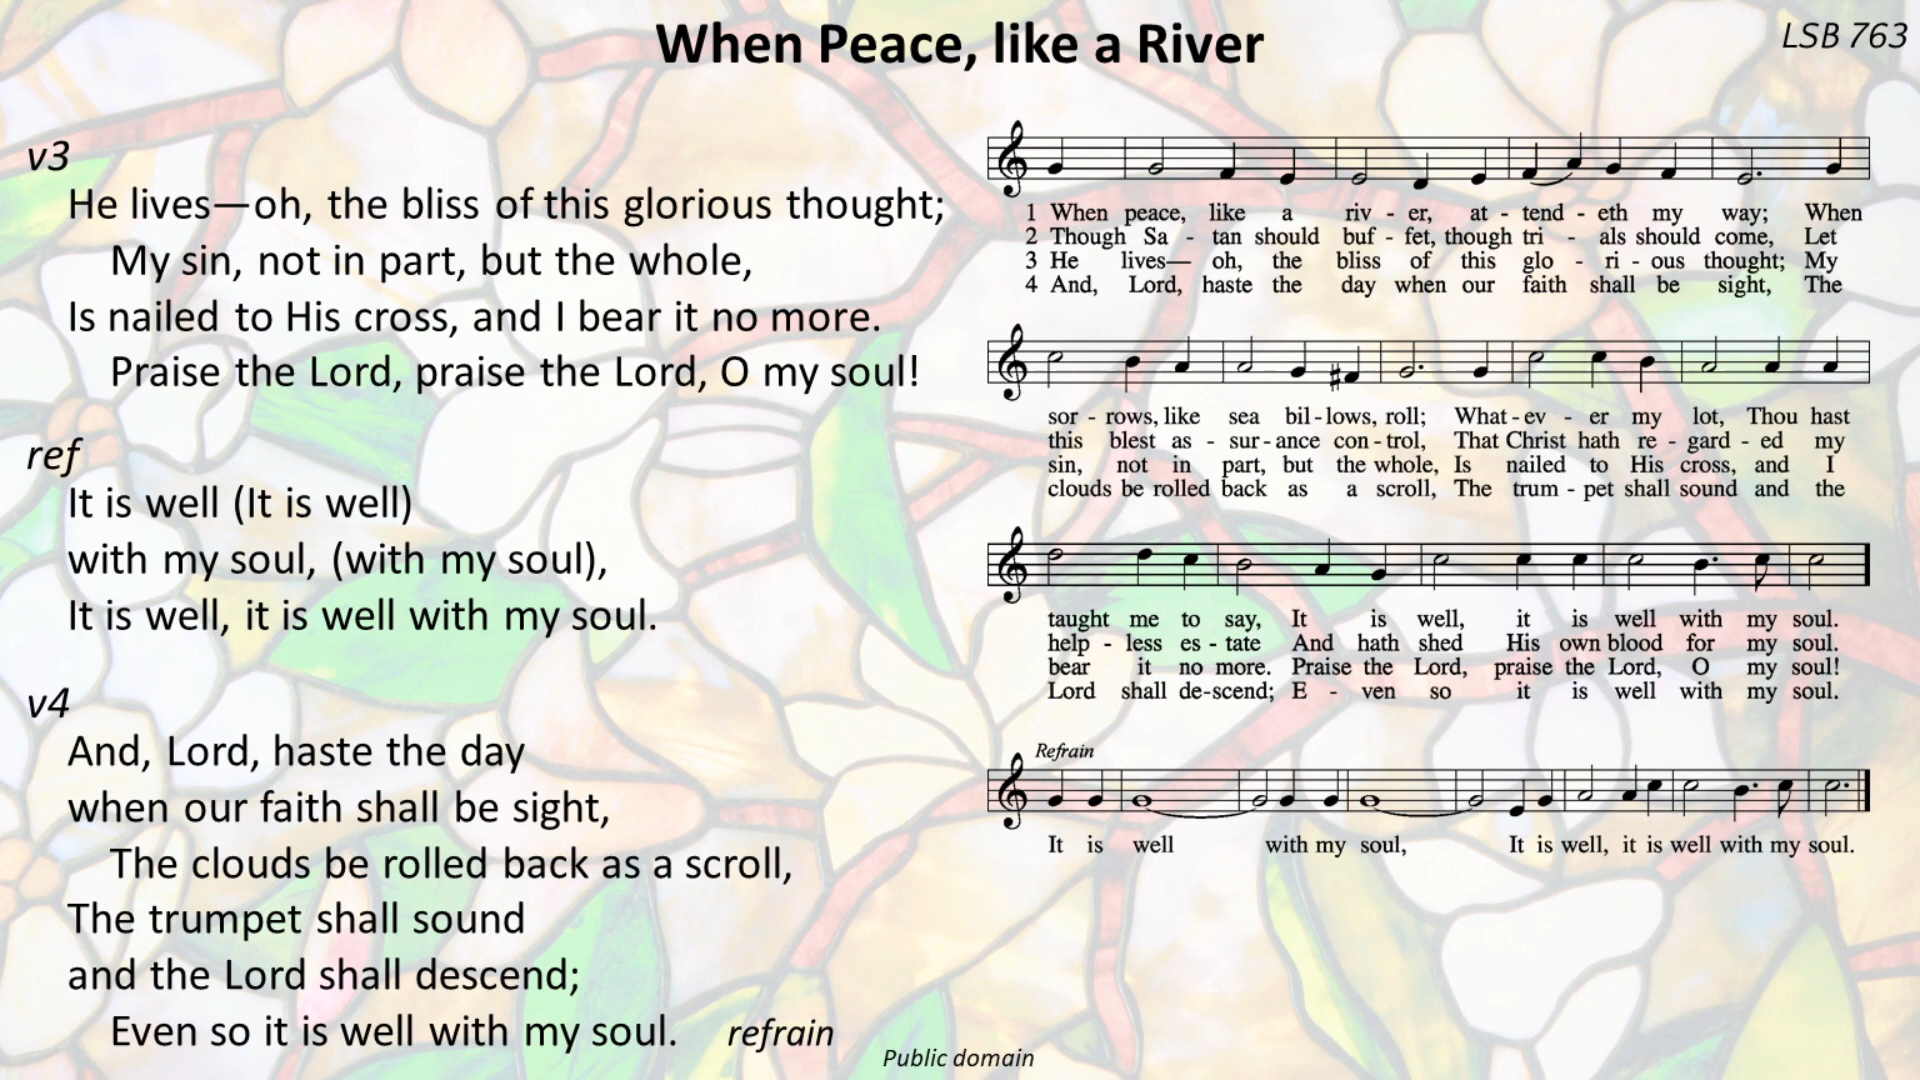 When Peace, like a River
LSB 763
v3
He lives—oh, the bliss of this glorious thought;
My sin, not in part, but the whole,
Is nailed to His cross, and I bear it no more.
Praise the Lord, praise the Lord, O my soul!
ref
It is well (It is well)
with my soul, (with my soul),
It is well, it is well with my soul.
v4
And, Lord, haste the day
when our faith shall be sight,
The clouds be rolled back as a scroll,
The trumpet shall sound
and the Lord shall descend;
Even so it is well with my soul. refrain
1 When peace, like a riv - er, at - tend - eth my way; When
2 Though Sa - tan should buf - fet, though tri - als should come, Let
3 He lives— oh, the bliss of this glo - ri - ous thought; My
4 And, Lord, haste the day when our faith shall be sight, The
sor - rows, like sea bil - lows, roll; What - ev - er my lot, Thou hast
this blest as - sur - ance con - trol, That Christ hath re - gard - ed my
sin, not in part, but the whole, Is nailed to His cross, and I
clouds be rolled back as a scroll, The trum - pet shall sound and the
taught me to say, It is well, it is well with my soul.
help - less es - tate And hath shed His own blood for my soul.
bear it no more. Praise the Lord, praise the Lord, O my soul!
Lord shall de - scend; E - ven so it is well with my soul.
Refrain
It is well with my soul, It is well, it is well with my soul.
Public domain